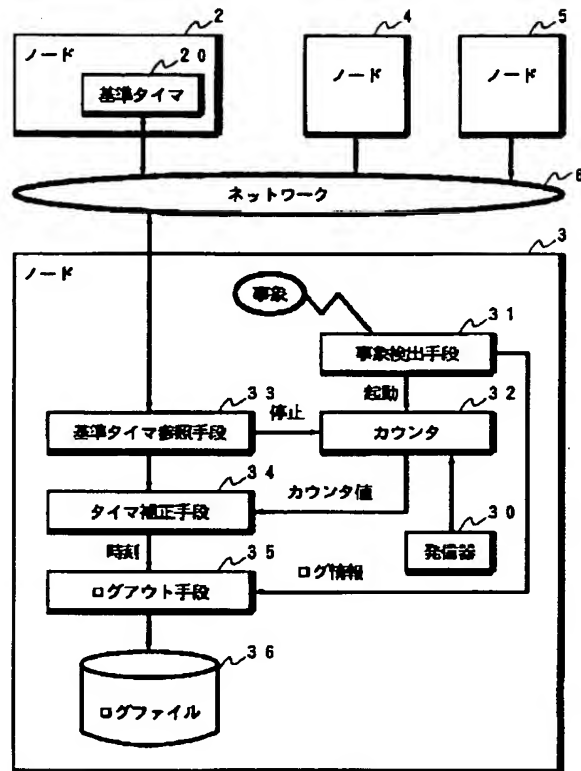 2
ノード
20
基準タイマ
4
ノード
5
ノード
6
ネットワーク
3
ノード
事象
31
事象検出手段
起動
32
カウンタ
33
基準タイマ参照手段
停止
34
タイマ補正手段
カウンタ値
30
発信器
時刻
35
ログアウト手段
ログ情報
36
ログファイル